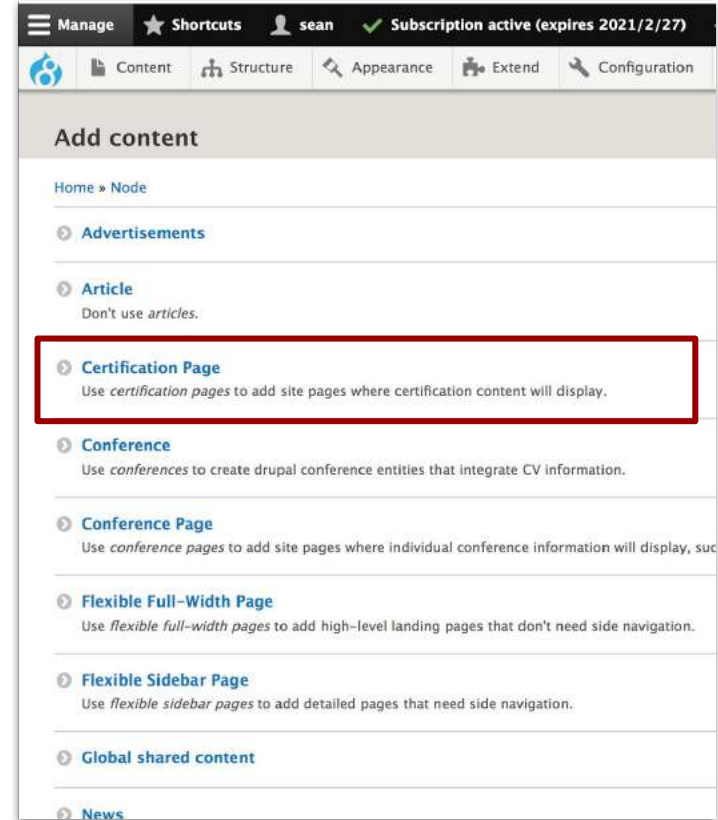 Manage Shortcuts sean Subscription active (expires 2021/2/27)
Content Structure Appearance Extend Configuration
Add content
Home » Node
Advertisements
Article
Don't use articles.
Certification Page
Use certification pages to add site pages where certification content will display.
Conference
Use conferences to create drupal conference entities that integrate CV information.
Conference Page
Use conference pages to add site pages where individual conference information will display, suc
Flexible Full-Width Page
Use flexible full-width pages to add high-level landing pages that don't need side navigation.
Flexible Sidebar Page
Use flexible sidebar pages to add detailed pages that need side navigation.
Global shared content
News